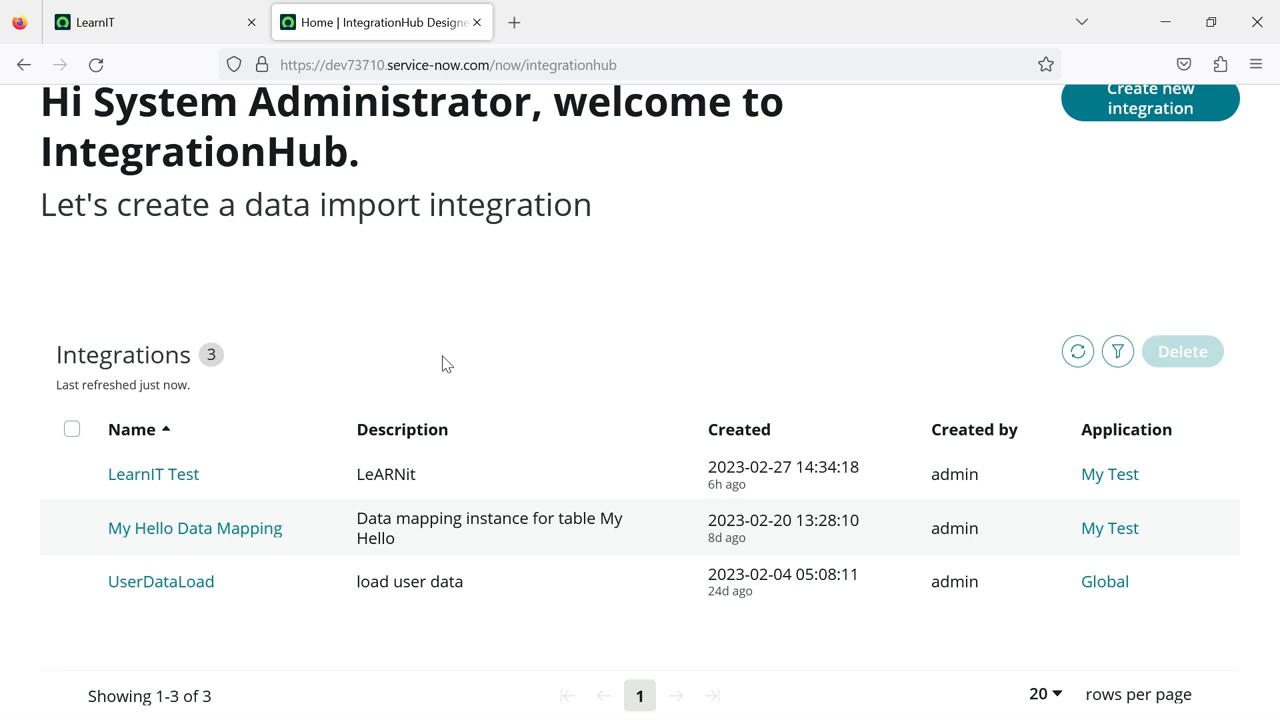 LearnIT
Home | IntegrationHub Designe
https://dev73710.service-now.com/now/integrationhub
Hi System Administrator, welcome to
IntegrationHub.
Create new
integration
Let's create a data import integration
Integrations 3
Delete
Last refreshed just now.
Name Description Created Created by Application
LearnIT Test LeARNit 2023-02-27 14:34:18 admin My Test
6h ago
My Hello Data Mapping Data mapping instance for table My 2023-02-20 13:28:10 admin My Test
Hello 8d ago
UserDataLoad load user data 2023-02-04 05:08:11 admin Global
24d ago
Showing 1-3 of 3 1 20 rows per page